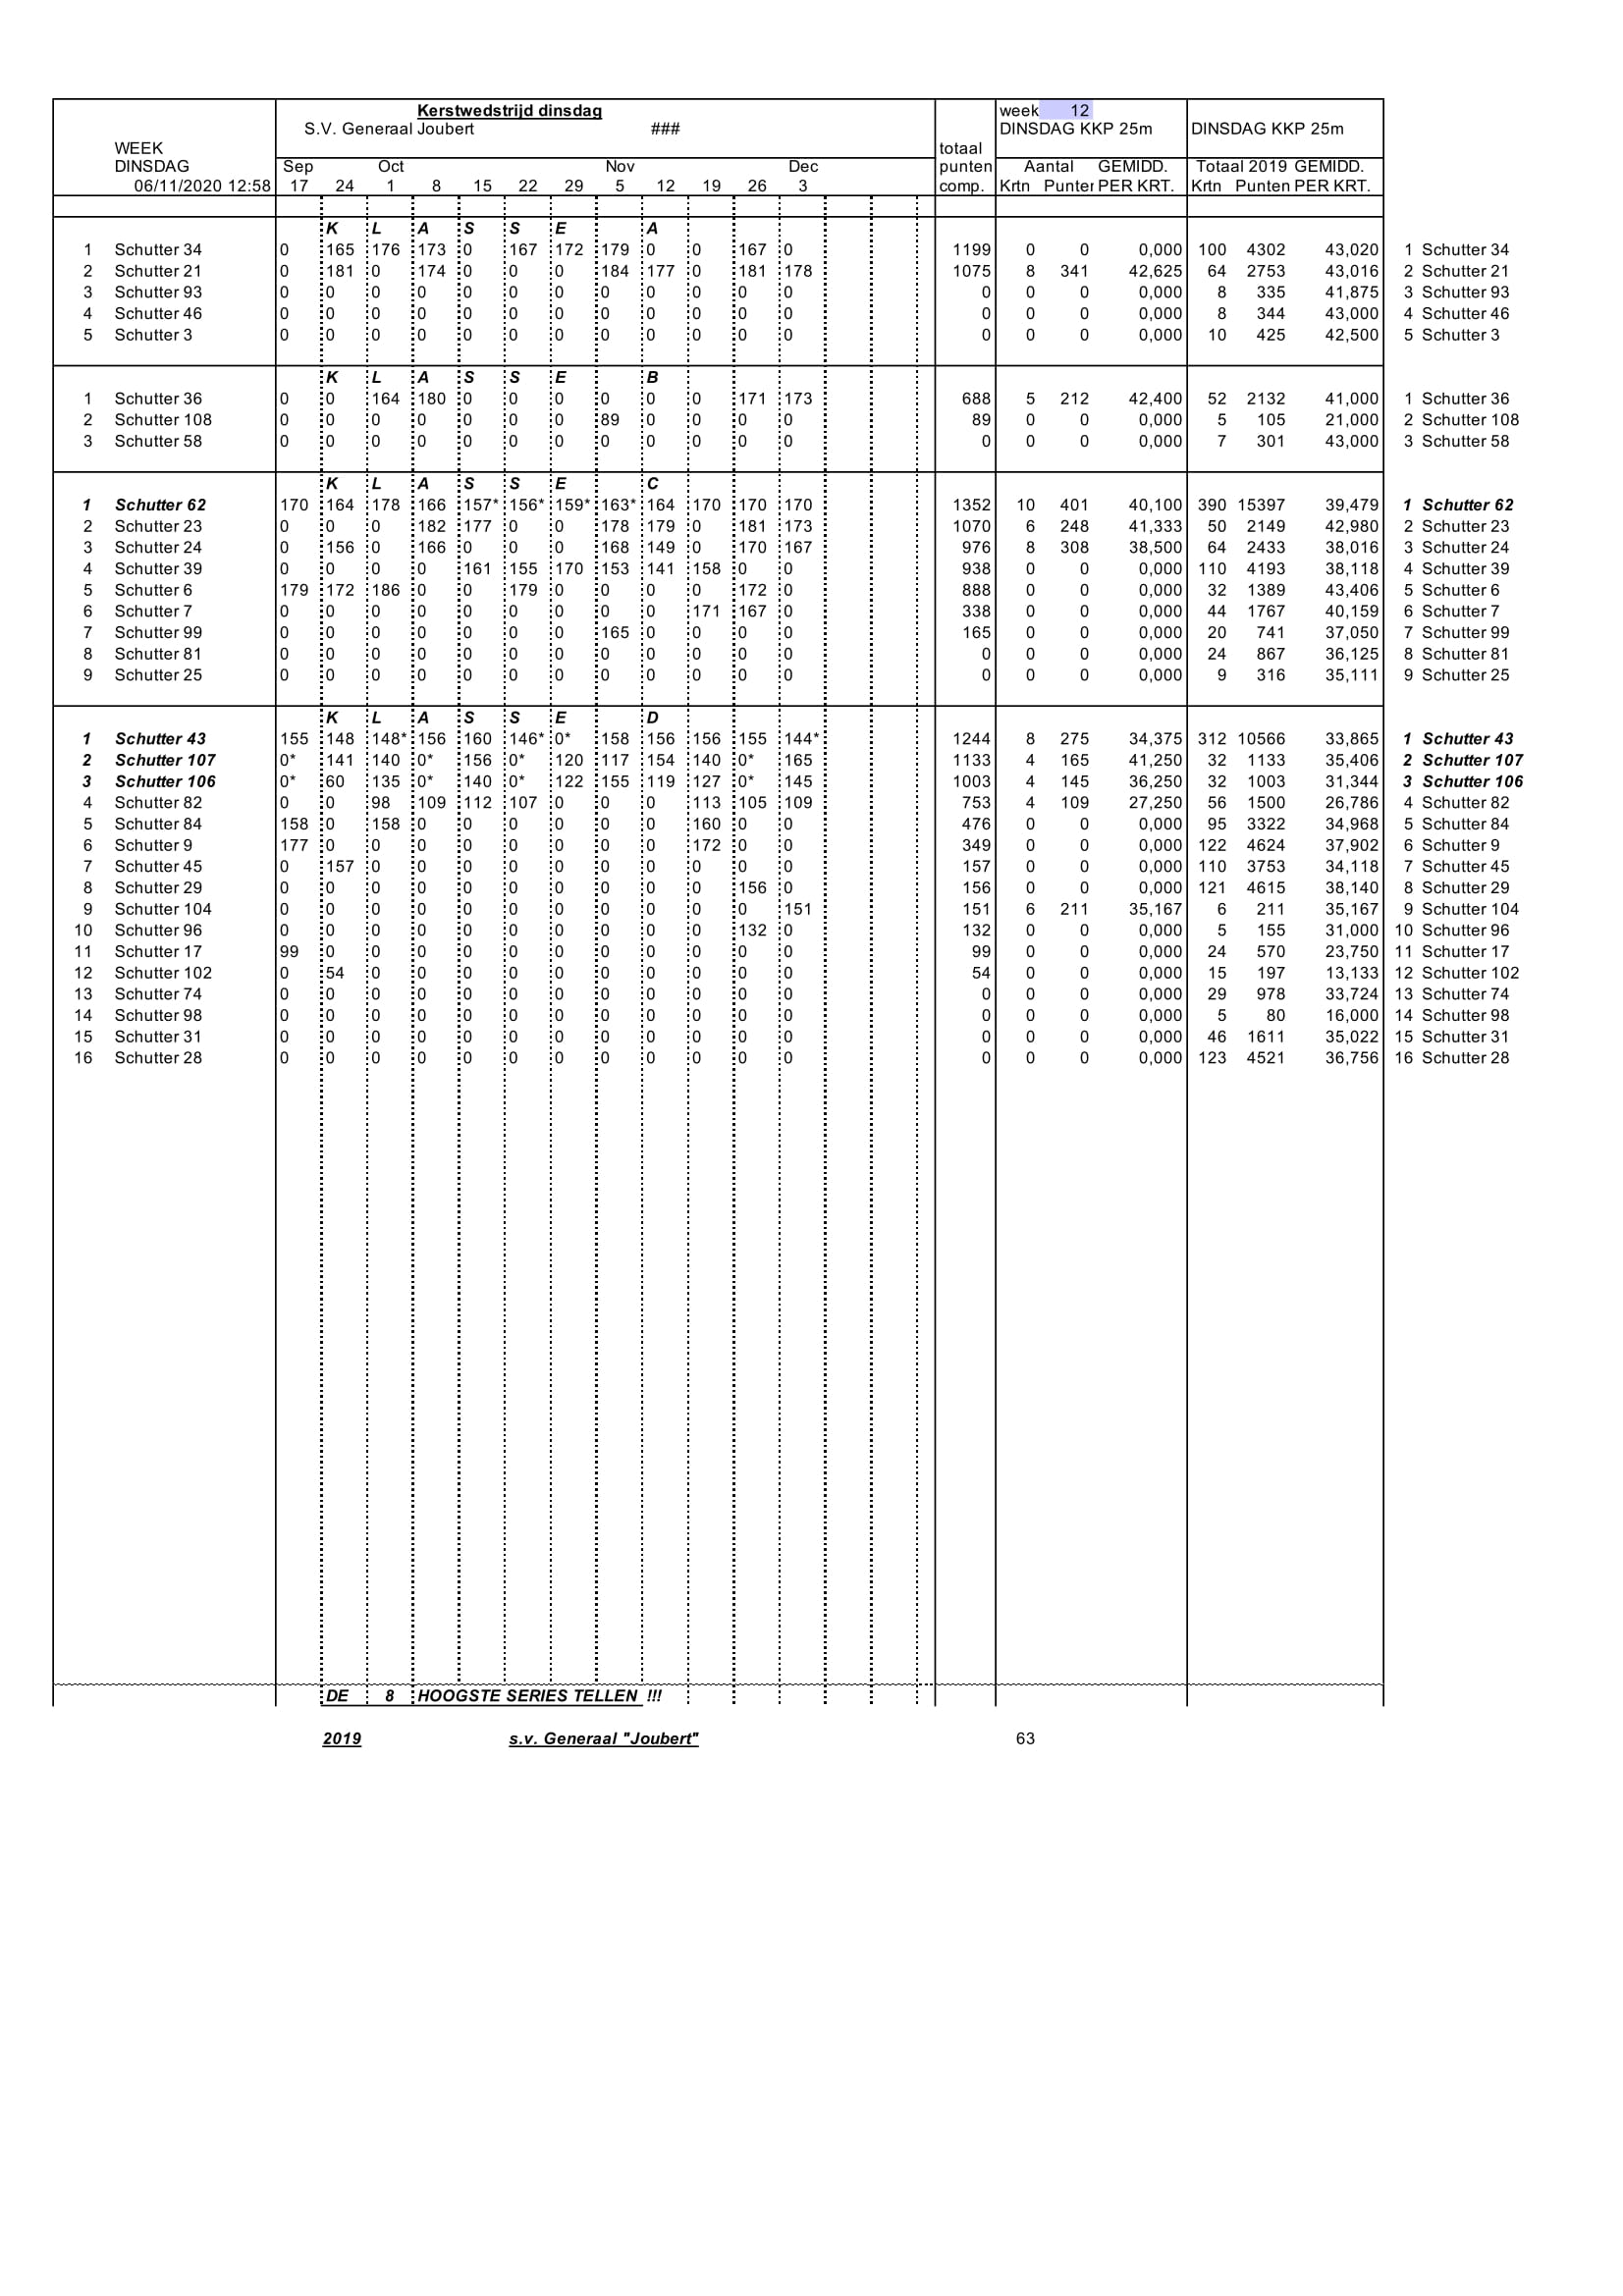 Kerstwedstrijd dinsdag week 12
S.V. Generaal Joubert ### DINSDAG KKP 25m DINSDAG KKP 25m
WEEK totaal
DINSDAG Sep Oct Nov Dec punten Aantal GEMIDD. Totaal 2019 GEMIDD.
06/11/2020 12:58 17 24 1 8 15 22 29 5 12 19 26 3 comp. Krtn Punter PER KRT. Krtn Punten PER KRT.
K L A S S E A
1 Schutter 34 0 165 176 173 0 167 172 179 0 0 167 0 1199 0 0 0,000 100 4302 43,020 1 Schutter 34
2 Schutter 21 0 181 0 174 0 0 0 184 177 0 181 178 1075 8 341 42,625 64 2753 43,016 2 Schutter 21
3 Schutter 93 0 0 0 0 0 0 0 0 0 0 0 0 0 0 0 0,000 8 335 41,875 3 Schutter 93
4 Schutter 46 0 0 0 0 0 0 0 0 0 0 0 0 0 0 0 0,000 8 344 43,000 4 Schutter 46
5 Schutter 3 0 0 0 0 0 0 0 0 0 0 0 0 0 0 0 0,000 10 425 42,500 5 Schutter 3
K L A S S E B
1 Schutter 36 0 0 164 180 0 0 0 0 0 0 171 173 688 5 212 42,400 52 2132 41,000 1 Schutter 36
2 Schutter 108 0 0 0 0 0 0 0 89 0 0 0 0 89 0 0 0,000 5 105 21,000 2 Schutter 108
3 Schutter 58 0 0 0 0 0 0 0 0 0 0 0 0 0 0 0 0,000 7 301 43,000 3 Schutter 58
K L A S S E C
1 Schutter 62 170 164 178 166 157* 156* 159* 163* 164 170 170 170 1352 10 401 40,100 390 15397 39,479 1 Schutter 62
2 Schutter 23 0 0 0 182 177 0 0 178 179 0 181 173 1070 6 248 41,333 50 2149 42,980 2 Schutter 23
3 Schutter 24 0 156 0 166 0 0 0 168 149 0 170 167 976 8 308 38,500 64 2433 38,016 3 Schutter 24
4 Schutter 39 0 0 0 0 161 155 170 153 141 158 0 0 938 0 0 0,000 110 4193 38,118 4 Schutter 39
5 Schutter 6 179 172 186 0 0 179 0 0 0 0 172 0 888 0 0 0,000 32 1389 43,406 5 Schutter 6
6 Schutter 7 0 0 0 0 0 0 0 0 0 171 167 0 338 0 0 0,000 44 1767 40,159 6 Schutter 7
7 Schutter 99 0 0 0 0 0 0 0 165 0 0 0 0 165 0 0 0,000 20 741 37,050 7 Schutter 99
8 Schutter 81 0 0 0 0 0 0 0 0 0 0 0 0 0 0 0 0,000 24 867 36,125 8 Schutter 81
9 Schutter 25 0 0 0 0 0 0 0 0 0 0 0 0 0 0 0 0,000 9 316 35,111 9 Schutter 25
K L A S S E D
1 Schutter 43 155 148 148* 156 160 146* 0* 158 156 156 155 144* 1244 8 275 34,375 312 10566 33,865 1 Schutter 43
2 Schutter 107 0* 141 140 0* 156 0* 120 117 154 140 0* 165 1133 4 165 41,250 32 1133 35,406 2 Schutter 107
3 Schutter 106 0* 60 135 0* 140 0* 122 155 119 127 0* 145 1003 4 145 36,250 32 1003 31,344 3 Schutter 106
4 Schutter 82 0 0 98 109 112 107 0 0 0 113 105 109 753 4 109 27,250 56 1500 26,786 4 Schutter 82
5 Schutter 84 158 0 158 0 0 0 0 0 0 160 0 0 476 0 0 0,000 95 3322 34,968 5 Schutter 84
6 Schutter 9 177 0 0 0 0 0 0 0 0 172 0 0 349 0 0 0,000 122 4624 37,902 6 Schutter 9
7 Schutter 45 0 157 0 0 0 0 0 0 0 0 0 0 157 0 0 0,000 110 3753 34,118 7 Schutter 45
8 Schutter 29 0 0 0 0 0 0 0 0 0 0 156 0 156 0 0 0,000 121 4615 38,140 8 Schutter 29
9 Schutter 104 0 0 0 0 0 0 0 0 0 0 0 151 151 6 211 35,167 6 211 35,167 9 Schutter 104
10 Schutter 96 0 0 0 0 0 0 0 0 0 0 132 0 132 0 0 0,000 5 155 31,000 10 Schutter 96
11 Schutter 17 99 0 0 0 0 0 0 0 0 0 0 0 99 0 0 0,000 24 570 23,750 11 Schutter 17
12 Schutter 102 0 54 0 0 0 0 0 0 0 0 0 0 54 0 0 0,000 15 197 13,133 12 Schutter 102
13 Schutter 74 0 0 0 0 0 0 0 0 0 0 0 0 0 0 0 0,000 29 978 33,724 13 Schutter 74
14 Schutter 98 0 0 0 0 0 0 0 0 0 0 0 0 0 0 0 0,000 5 80 16,000 14 Schutter 98
15 Schutter 31 0 0 0 0 0 0 0 0 0 0 0 0 0 0 0 0,000 46 1611 35,022 15 Schutter 31
16 Schutter 28 0 0 0 0 0 0 0 0 0 0 0 0 0 0 0 0,000 123 4521 36,756 16 Schutter 28
DE 8 HOOGSTE SERIES TELLEN !!!
2019 s.v. Generaal "Joubert" 63